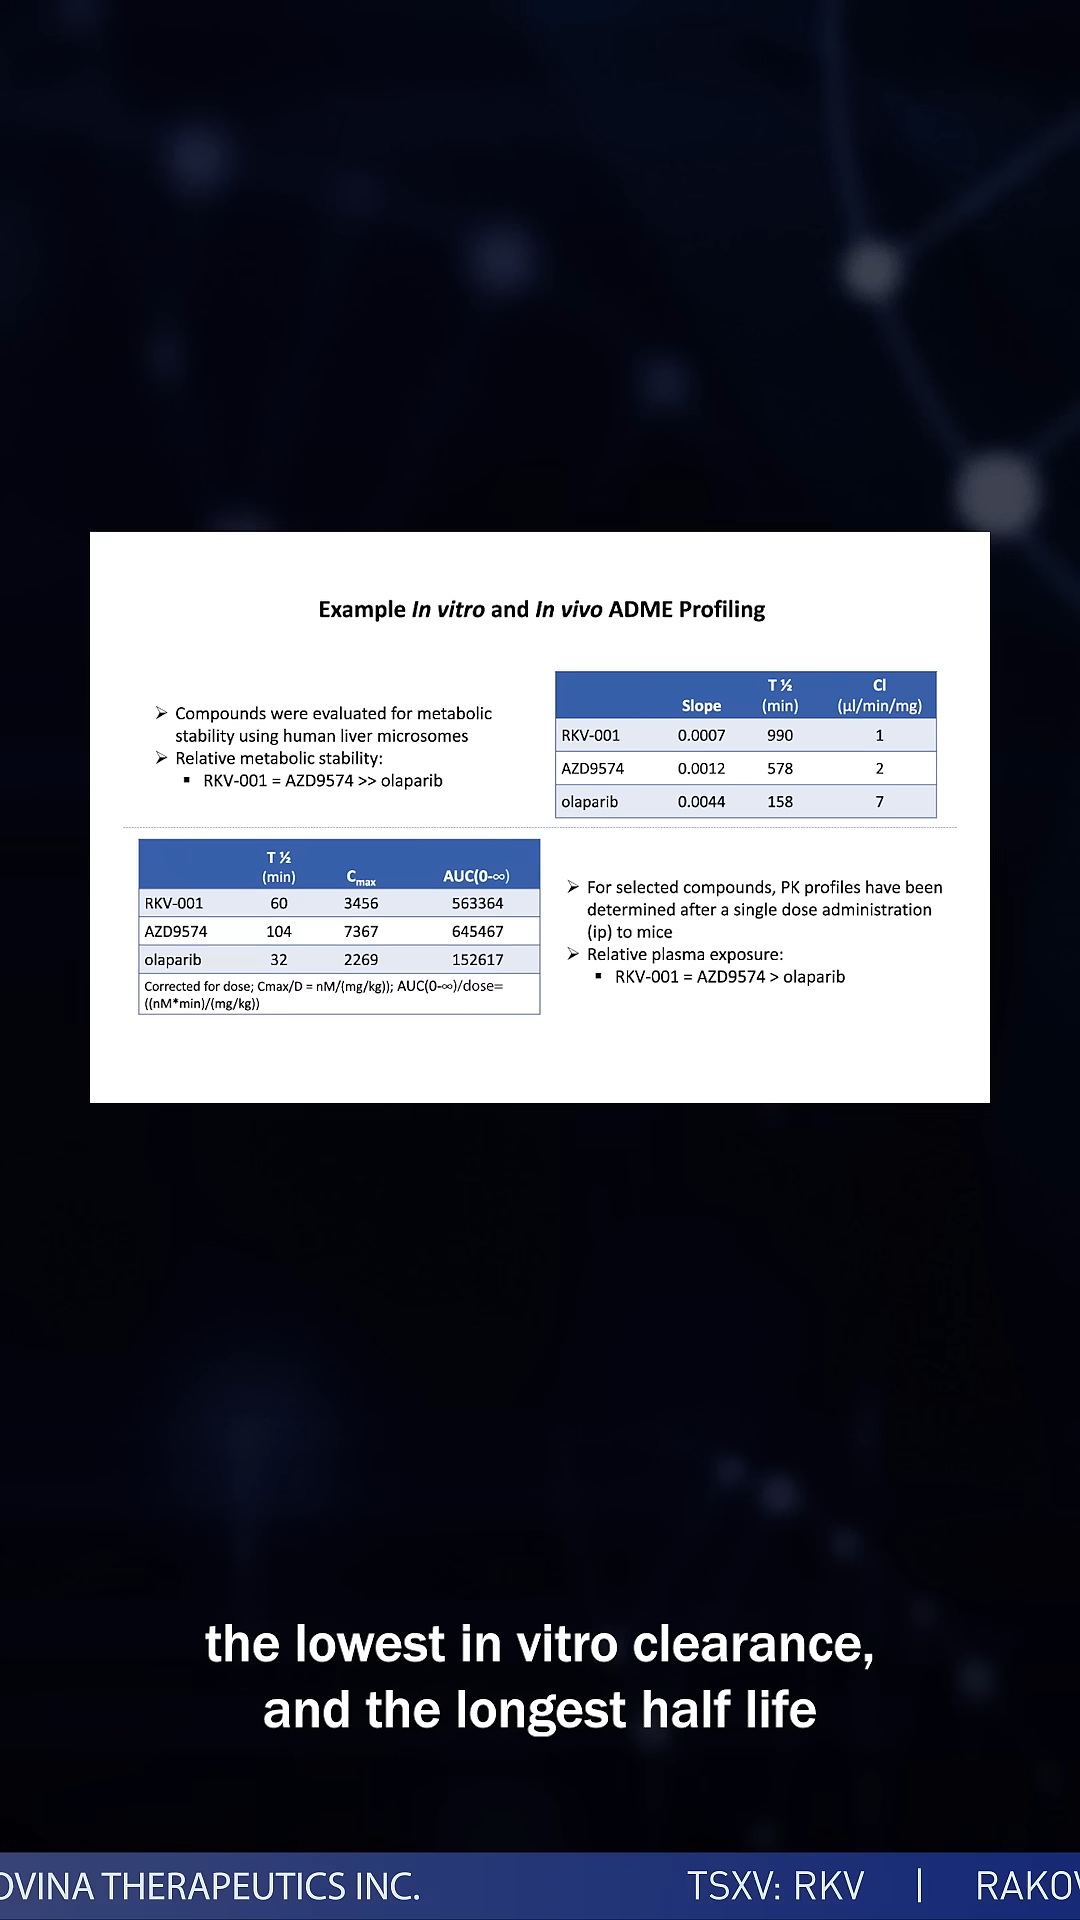 Example In vitro and In vivo ADME Profiling
➢ Compounds were evaluated for metabolic
stability using human liver microsomes
➢ Relative metabolic stability:
▪ RKV-001 = AZD9574 >> olaparib
Slope T ½ (min) Cl (µl/min/mg)
RKV-001 0.0007 990 1
AZD9574 0.0012 578 2
olaparib 0.0044 158 7
T ½ (min) Cmax AUC(0-∞)
RKV-001 60 3456 563364
AZD9574 104 7367 645467
olaparib 32 2269 152617
Corrected for dose; Cmax/D = nM/(mg/kg)); AUC(0-∞)/dose=
((nM*min)/(mg/kg))
➢ For selected compounds, PK profiles have been
determined after a single dose administration
(ip) to mice
➢ Relative plasma exposure:
▪ RKV-001 = AZD9574 > olaparib
the lowest in vitro clearance,
and the longest half life
OVINA THERAPEUTICS INC. TSXV: RKV | RAKOV